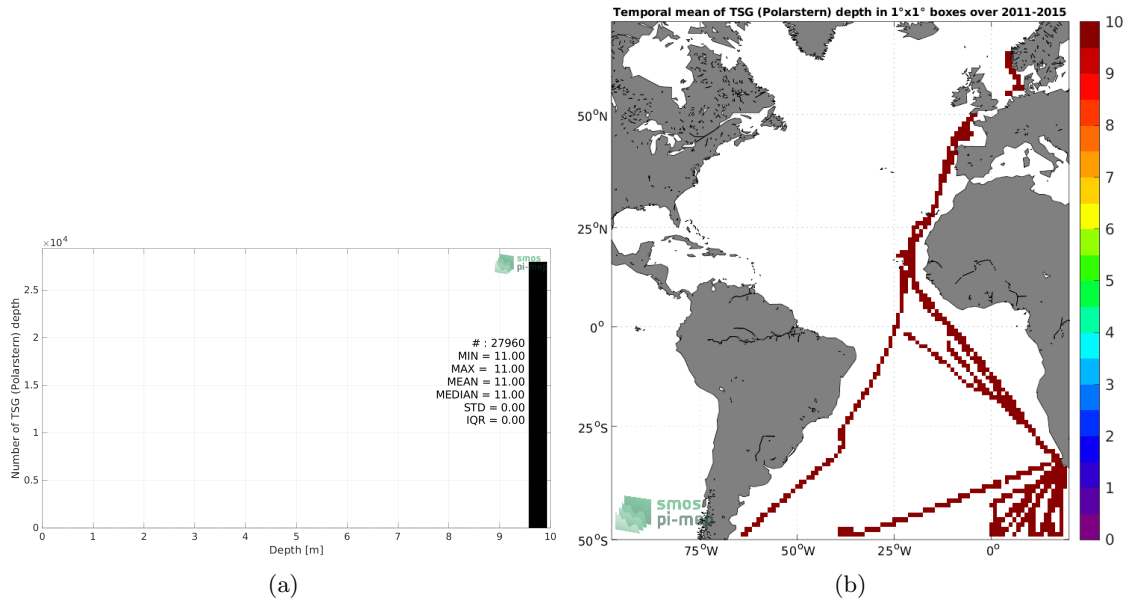 ×10⁴
2.5
2
1.5
1
0.5
0
0 1 2 3 4 5 6 7 8 9 10
Number of TSG (Polarstern) depth
Depth [m]
smos
pi-mep
# : 27960
MIN = 11.00
MAX = 11.00
MEAN = 11.00
MEDIAN = 11.00
STD = 0.00
IQR = 0.00
(a)
Temporal mean of TSG (Polarstern) depth in 1°x1° boxes over 2011-2015
50°N
25°N
0°
25°S
50°S
75°W 50°W 25°W 0°
smos
pi-mep
10
9
8
7
6
5
4
3
2
1
0
(b)